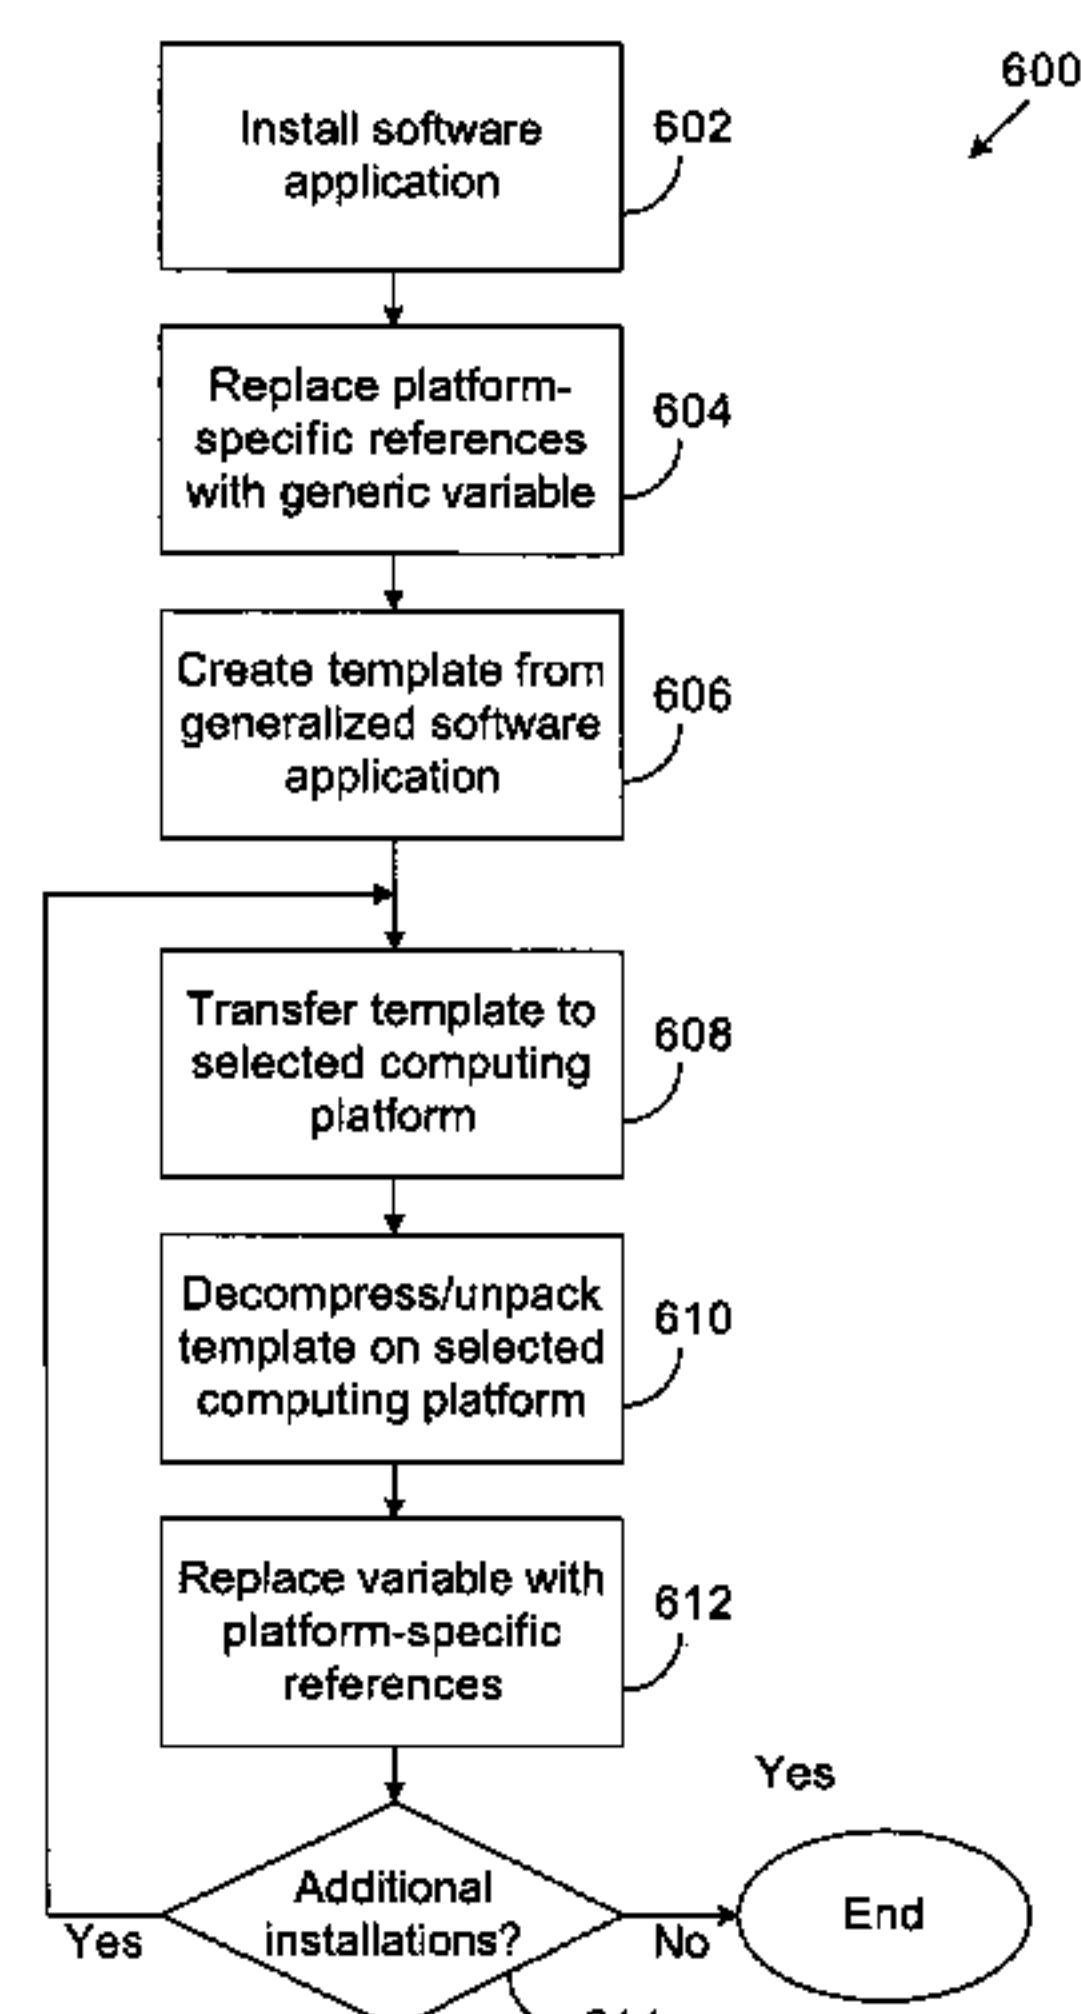 600
Install software
application
602
Replace platform-
specific references
with generic variable
604
Create template from
generalized software
application
606
Transfer template to
selected computing
platform
608
Decompress/unpack
template on selected
computing platform
610
Replace variable with
platform-specific
references
612
Yes
Additional
installations?
End
Yes
No